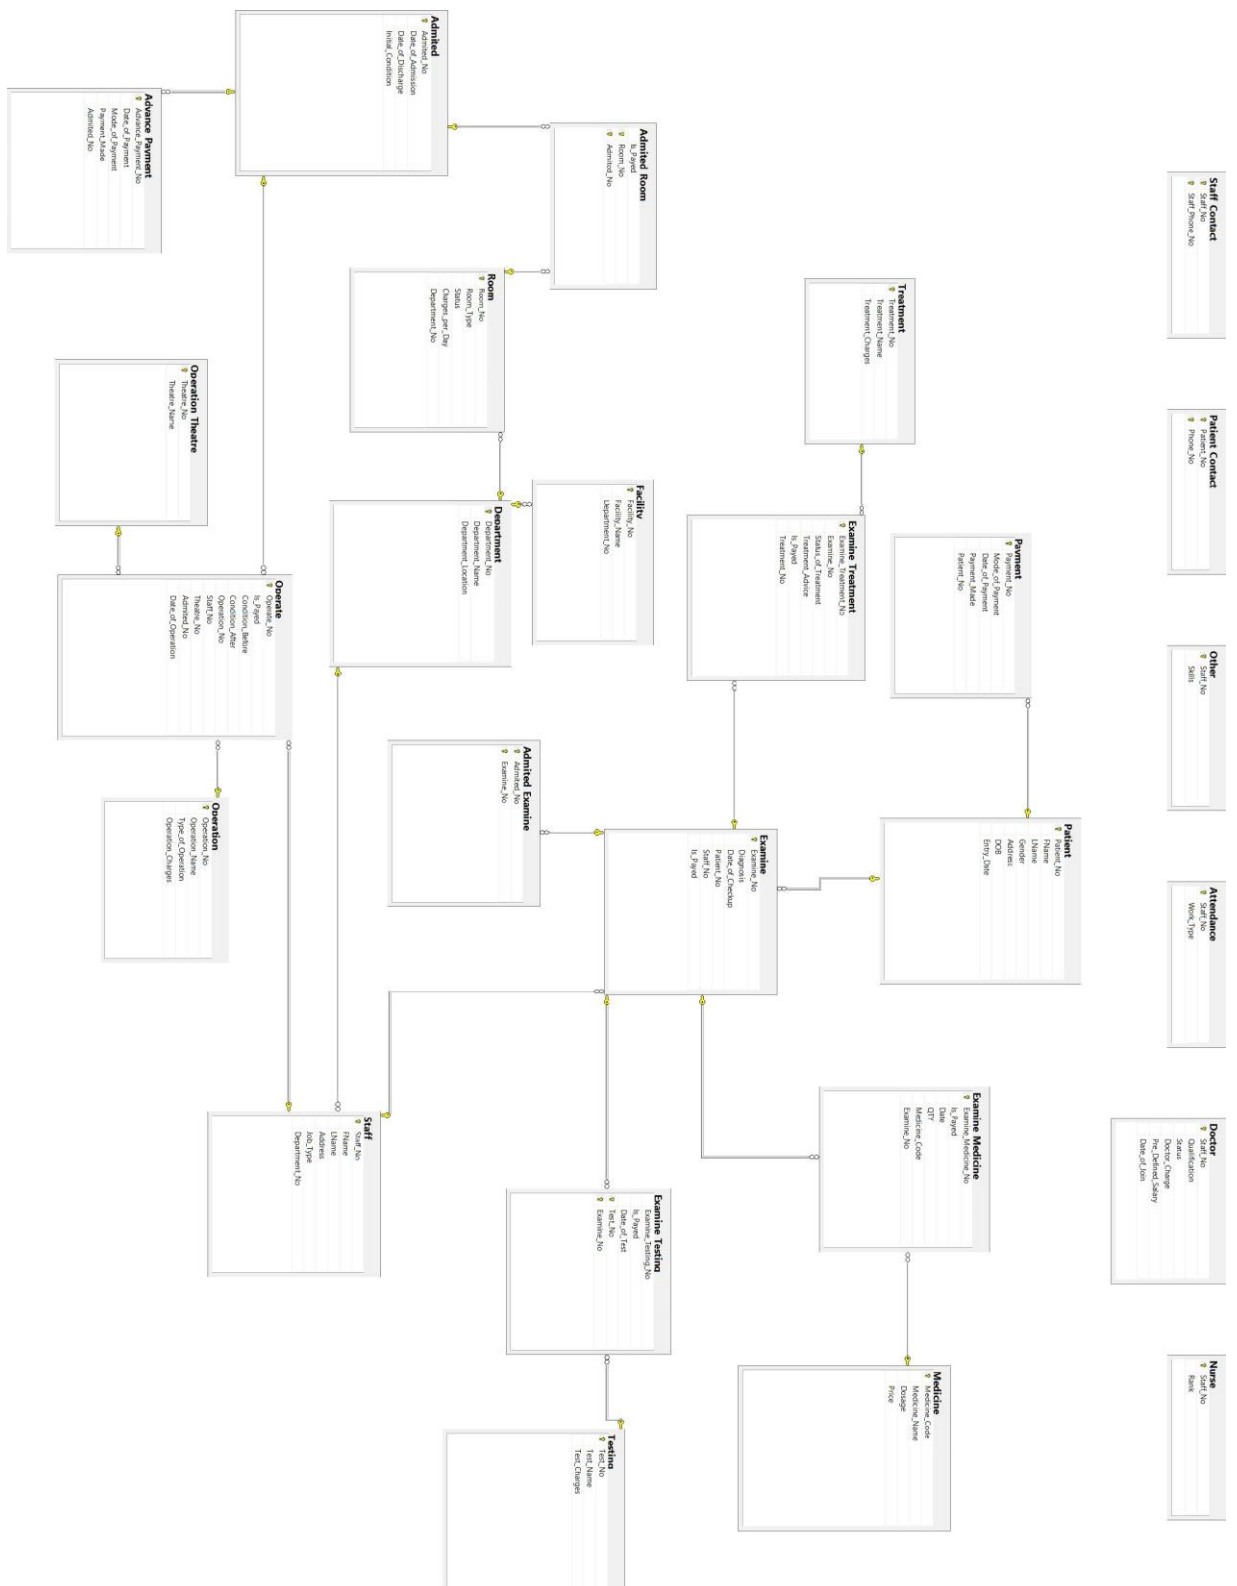 Staff Contact
Staff_No
Staff_Phone_No
Patient Contact
Patient_No
Phone_No
Other
Staff_No
Skills
Attendance
Staff_No
Work_Type
Doctor
Staff_No
Qualification
Status
Doctor_Charge
Pre_Defined_Salary
Date_of_Join
Nurse
Staff_No
Rank
Patient
Patient_No
FName
LName
Gender
Address
DOB
Entry_Date
Payment
Payment_No
Mode_of_Payment
Date_of_Payment
Payment_Made
Patient_No
Examine Medicine
Examine_Medicine_No
Is_Payed
Date
QTY
Medicine_Code
Examine_No
Medicine
Medicine_Code
Medicine_Name
Dosage
Price
Treatment
Treatment_No
Treatment_Name
Treatment_Charges
Examine Treatment
Examine_Treatment_No
Examine_No
Status_of_Treatment
Treatment_Advice
Is_Payed
Treatment_No
Examine
Examine_No
Diagnosis
Date_of_Checkup
Patient_No
Staff_No
Is_Payed
Examine Testing
Examine_Testing_No
Is_Payed
Date_of_Test
Test_No
Examine_No
Admited Room
Is_Payed
Room_No
Admited_No
Facility
Facility_No
Facility_Name
Department_No
Testing
Test_No
Test_Name
Test_Charges
Admited Examine
Admited_No
Examine_No
Department
Department_No
Department_Name
Department_Location
Room
Room_No
Room_Type
Status
Charges_per_Day
Department_No
Admited
Admited_No
Date_of_Admission
Date_of_Discharge
Initial_Condition
Staff
Staff_No
FName
LName
Address
Job_Type
Department_No
Operate
Operate_No
Is_Payed
Condition_Before
Condition_After
Operation_No
Staff_No
Theatre_No
Admited_No
Date_of_Operation
Operation
Operation_No
Operation_Name
Type_of_Operation
Operation_Charges
Operation Theatre
Theatre_No
Theatre_Name
Advance Payment
Advance_Payment_No
Date_of_Payment
Mode_of_Payment
Payment_Made
Admited_No